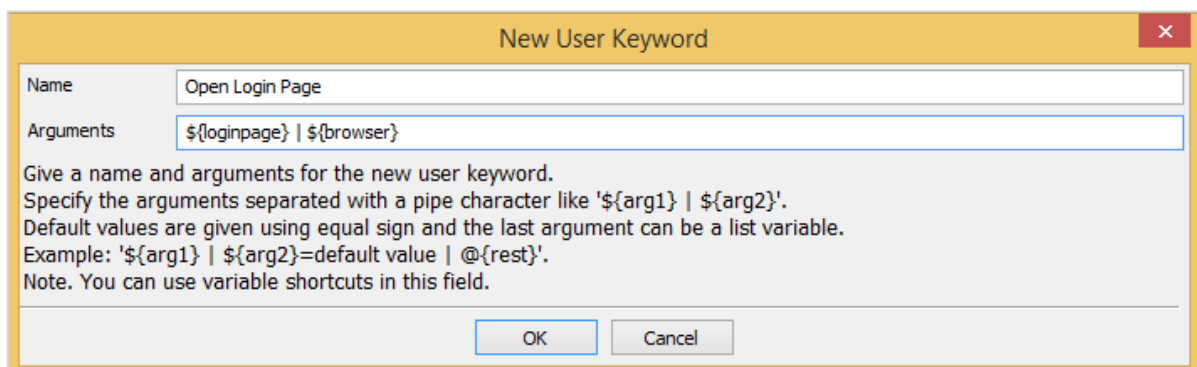 New User Keyword
Name
Open Login Page
Arguments
${loginpage} | ${browser}
Give a name and arguments for the new user keyword.
Specify the arguments separated with a pipe character like '${arg1} | ${arg2}'.
Default values are given using equal sign and the last argument can be a list variable.
Example: '${arg1} | ${arg2}=default value | @{rest}'.
Note. You can use variable shortcuts in this field.
OK
Cancel